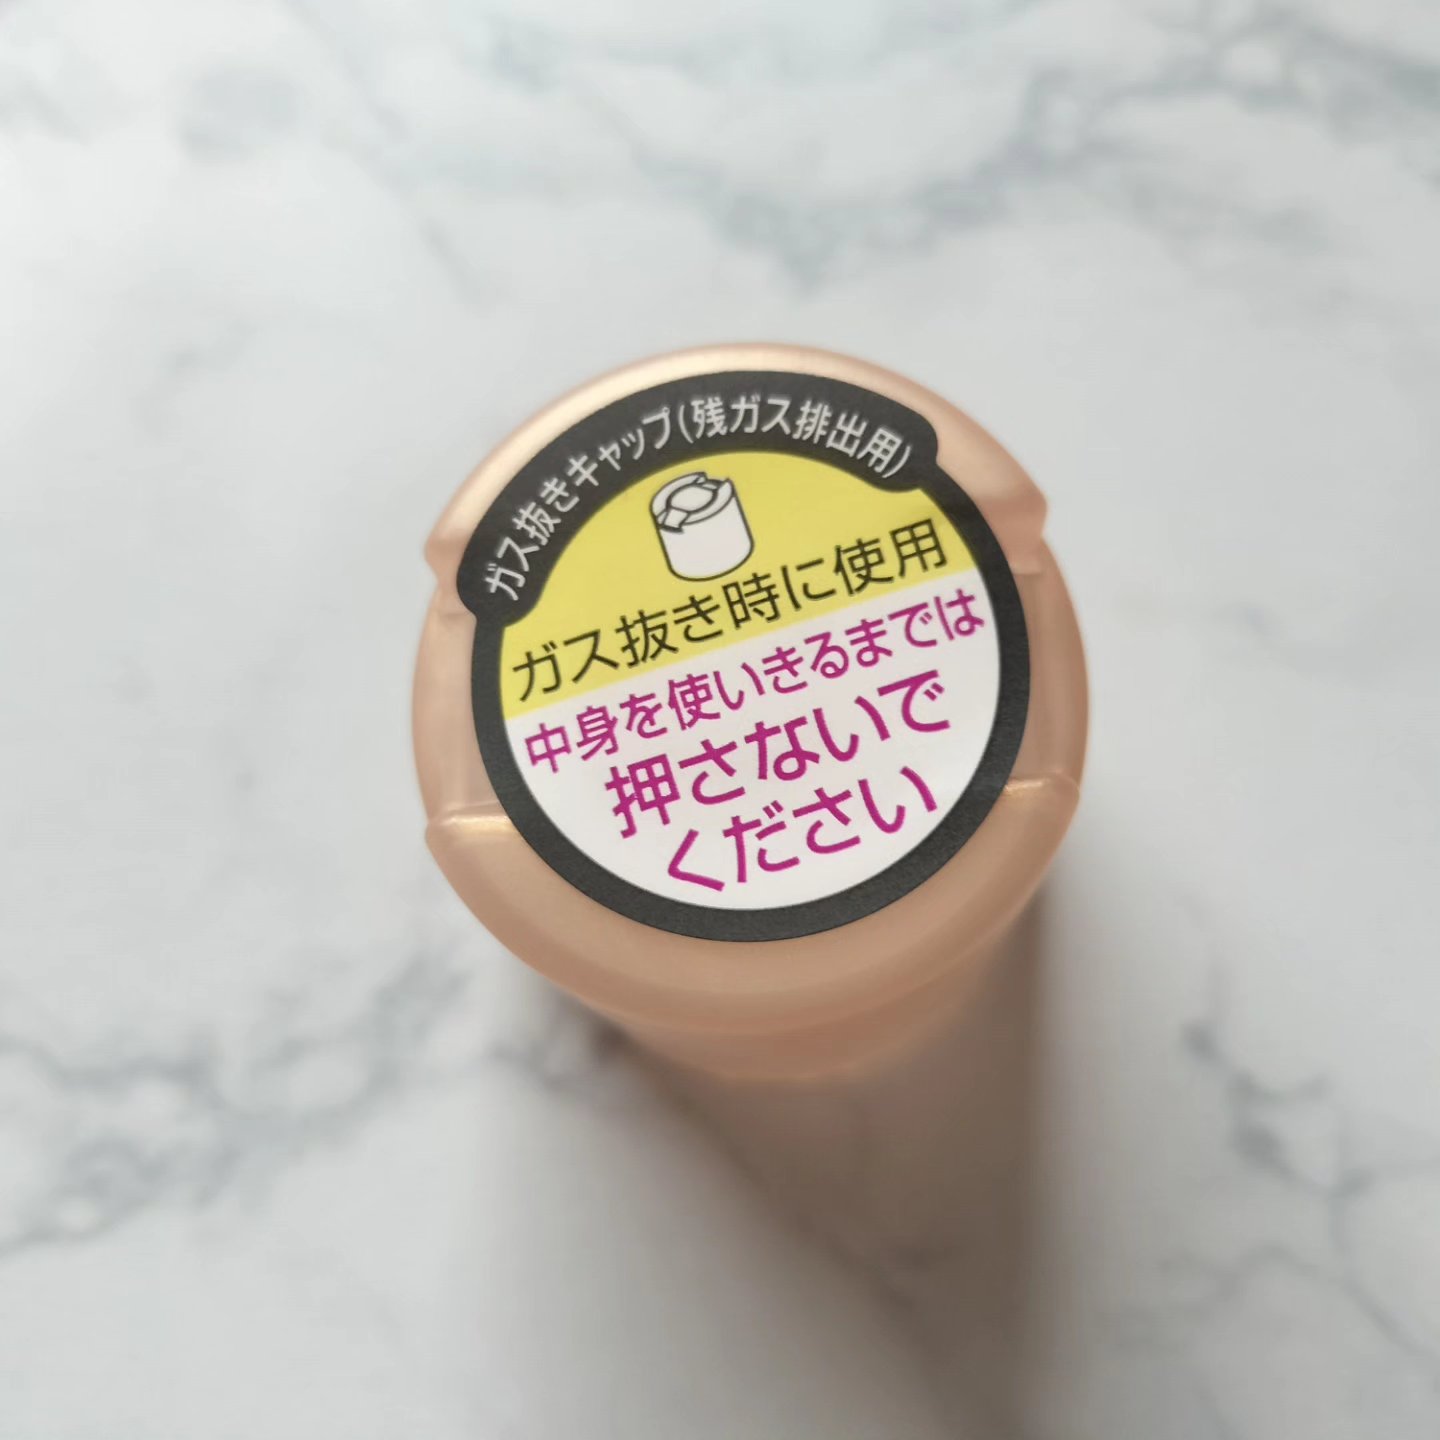 ガス抜きキャップ(残ガス排出用)
ガス抜き時に使用
中身を使いきるまでは
押さないで
ください